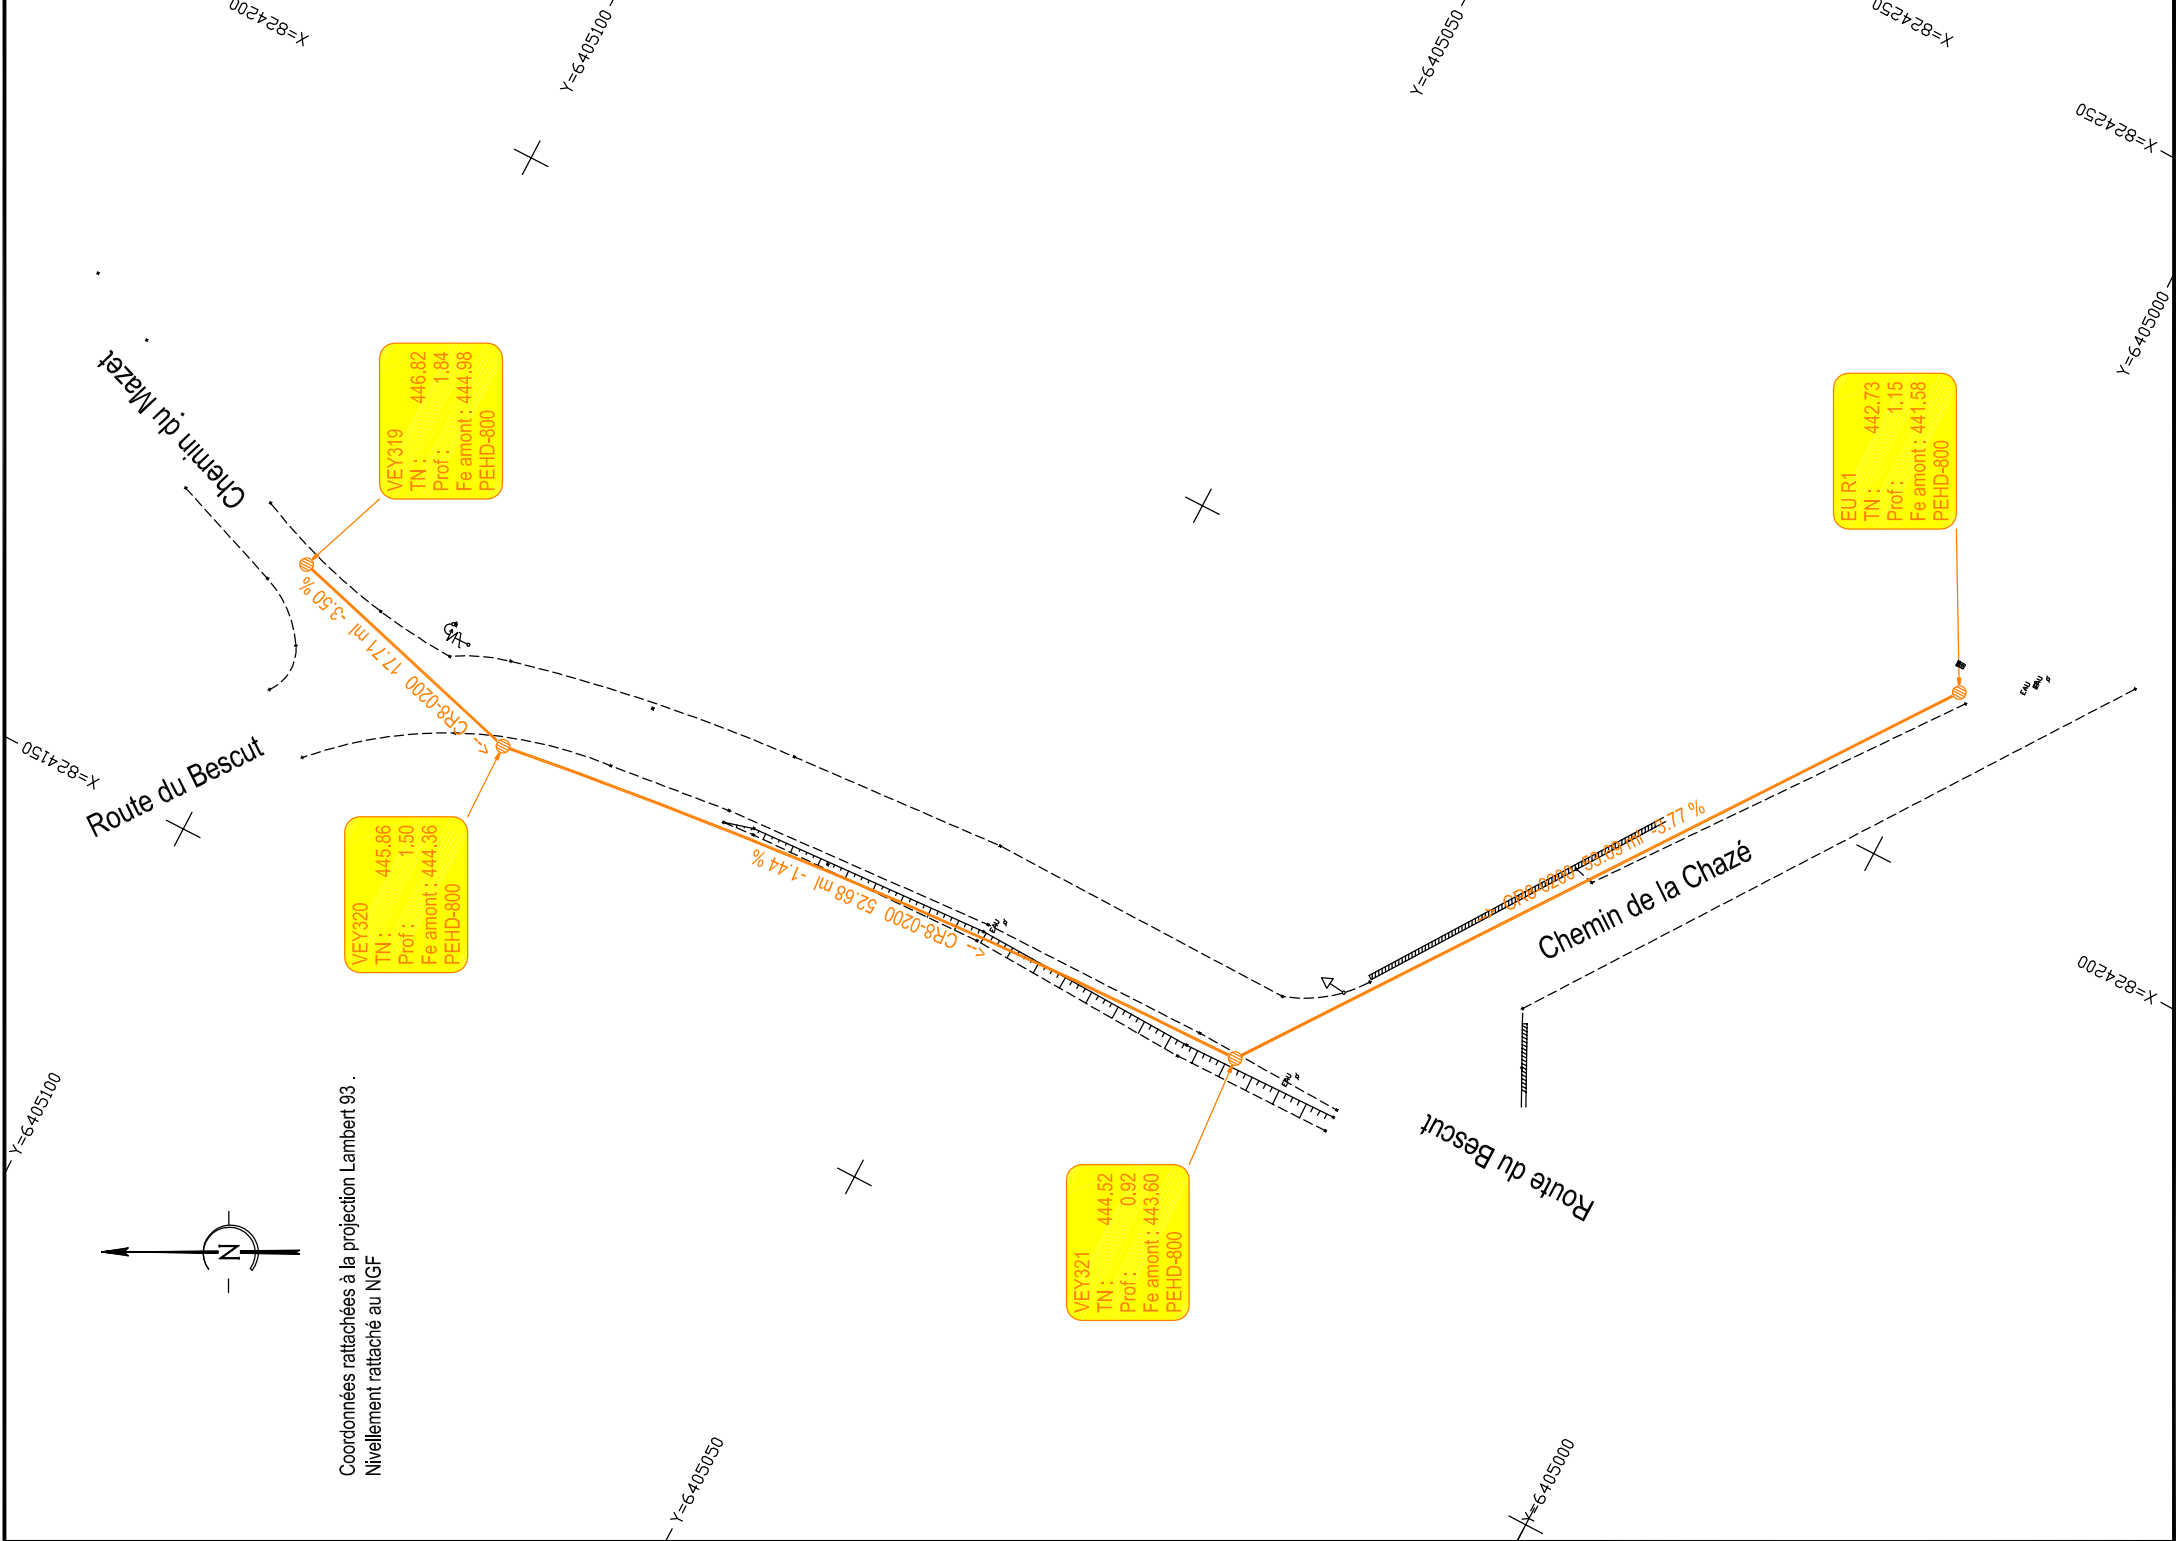 X=824200
Y=6405100
Y=6405050
X=824250
X=824250
Y=6405000
Chemin du Mazet
VEY319
TN : 446.82
Prof : 1.84
Fe amont : 444.98
PEHD-800
EU R1
TN : 442.73
Prof : 1.15
Fe amont : 441.58
PEHD-800
<- CR8-0200 17.71 ml -3.50 %
X=824150
Route du Bescut
VEY320
TN : 445.86
Prof : 1.50
Fe amont : 444.36
PEHD-800
<- CR8-0200 52.68 ml -1.44 %
EAU
EAU
EAU
EAU
-3.77 %
Chemin de la Chazé
X=824200
Route du Bescut
VEY321
TN : 444.52
Prof : 0.92
Fe amont : 443.60
PEHD-800
Y=6405100
N
Coordonnées rattachées à la projection Lambert 93 .
Nivellement rattaché au NGF
Y=6405050
Y=6405000